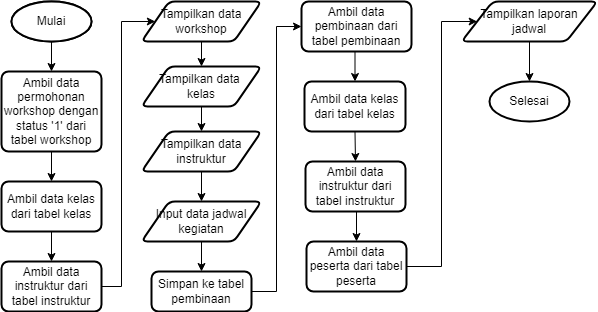 Mulai
Ambil data
permohonan
workshop dengan
status '1' dari
tabel workshop
Ambil data kelas
dari tabel kelas
Ambil data
instruktur dari
tabel instruktur
Tampilkan data
workshop
Tampilkan data
kelas
Tampilkan data
instruktur
Input data jadwal
kegiatan
Simpan ke tabel
pembinaan
Ambil data
pembinaan dari
tabel pembinaan
Ambil data kelas
dari tabel kelas
Ambil data
instruktur dari
tabel instruktur
Ambil data
peserta dari tabel
peserta
Tampilkan laporan
jadwal
Selesai